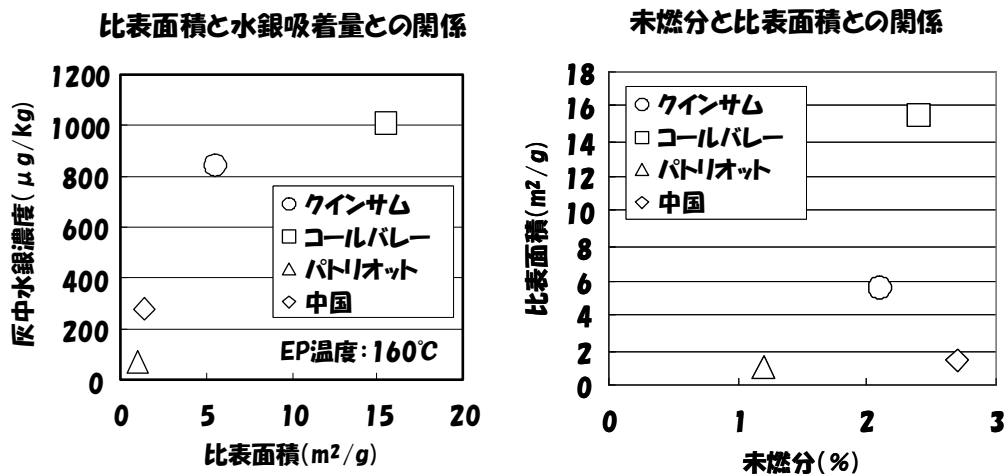 比表面積と水銀吸着量との関係
灰中水銀濃度(μg/kg)
1200
1000
800
600
400
200
0
クインサム
コールバレー
パトリオット
中国
EP温度:160℃
0 5 10 15 20
比表面積(m²/g)
未燃分と比表面積との関係
比表面積(m²/g)
18
16
14
12
10
8
6
4
2
0
クインサム
コールバレー
パトリオット
中国
0 1 2 3
未燃分(%)